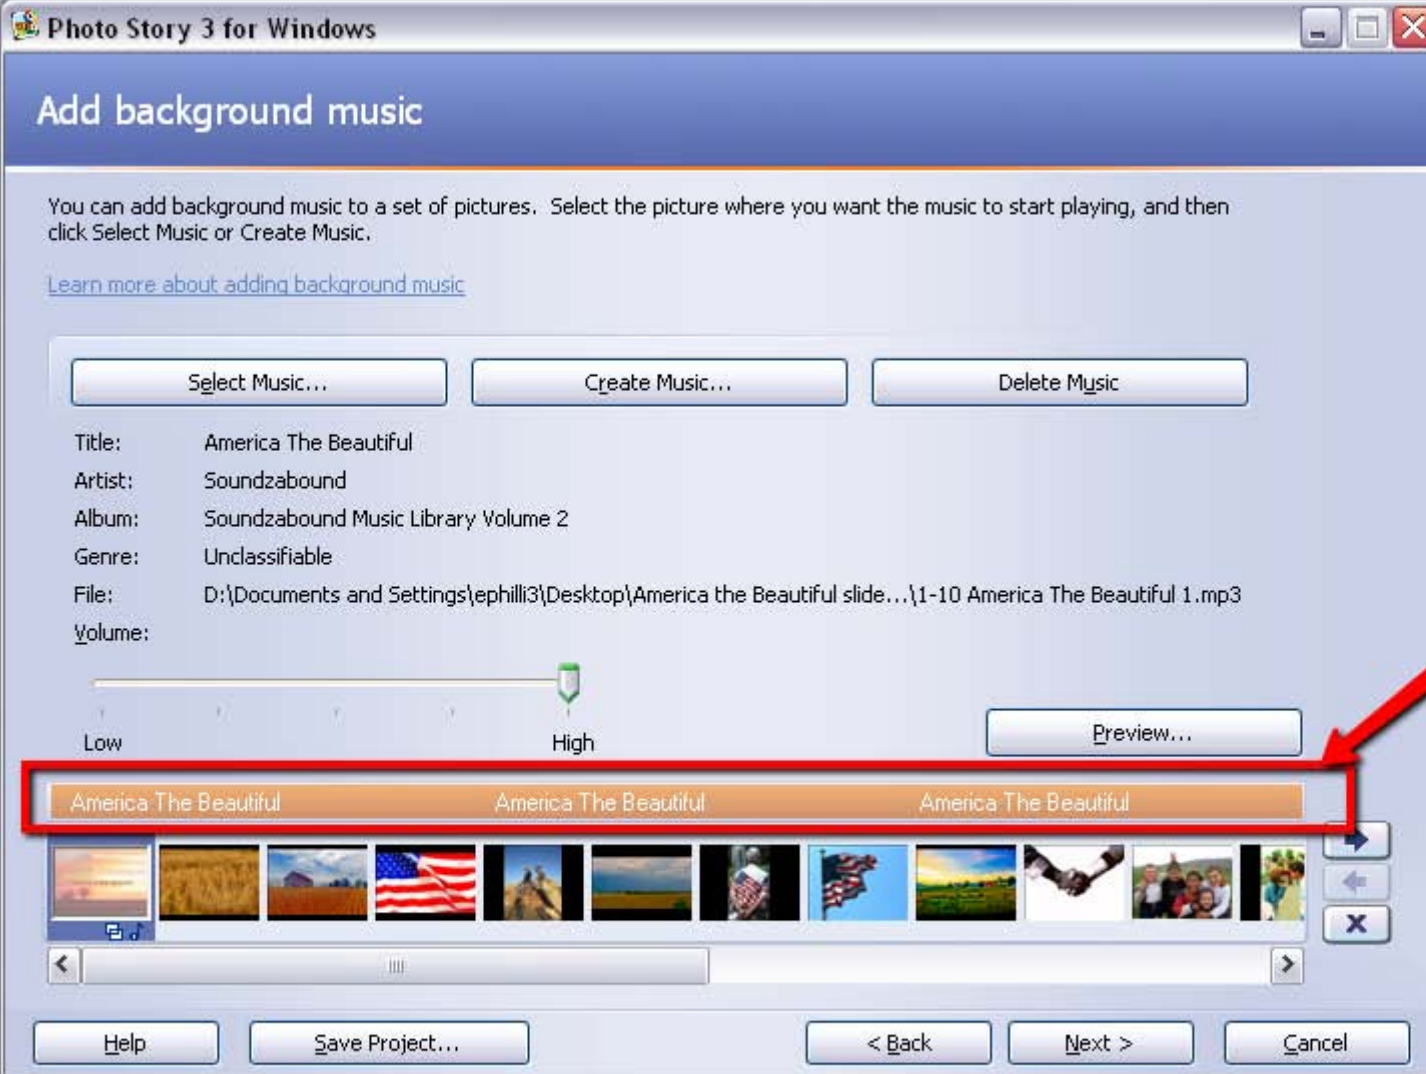 Photo Story 3 for Windows
Add background music
You can add background music to a set of pictures. Select the picture where you want the music to start playing, and then
click Select Music or Create Music.
Learn more about adding background music
Select Music...
Create Music...
Delete Music
Title: America The Beautiful
Artist: Soundzabound
Album: Soundzabound Music Library Volume 2
Genre: Unclassifiable
File: D:\Documents and Settings\ephilli3\Desktop\America the Beautiful slide...\1-10 America The Beautiful 1.mp3
Volume:
Low
High
Preview...
America The Beautiful America The Beautiful America The Beautiful
Help
Save Project...
< Back
Next >
Cancel